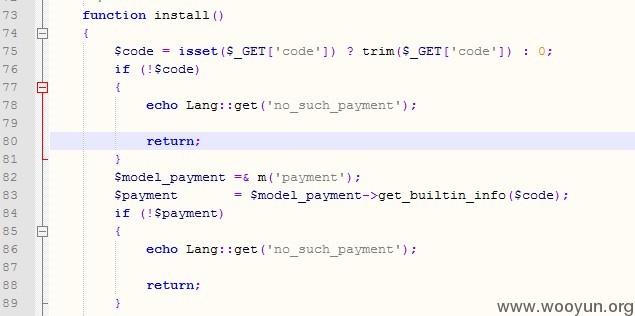 73 function install()
74 {
75 $code = isset($_GET['code']) ? trim($_GET['code']) : 0;
76 if (!$code)
77 {
78 echo Lang::get('no_such_payment');
79
80 return;
81 }
82 $model_payment =& m('payment');
83 $payment = $model_payment->get_builtin_info($code);
84 if (!$payment)
85 {
86 echo Lang::get('no_such_payment');
87
88 return;
89 }
www.wooyun.org